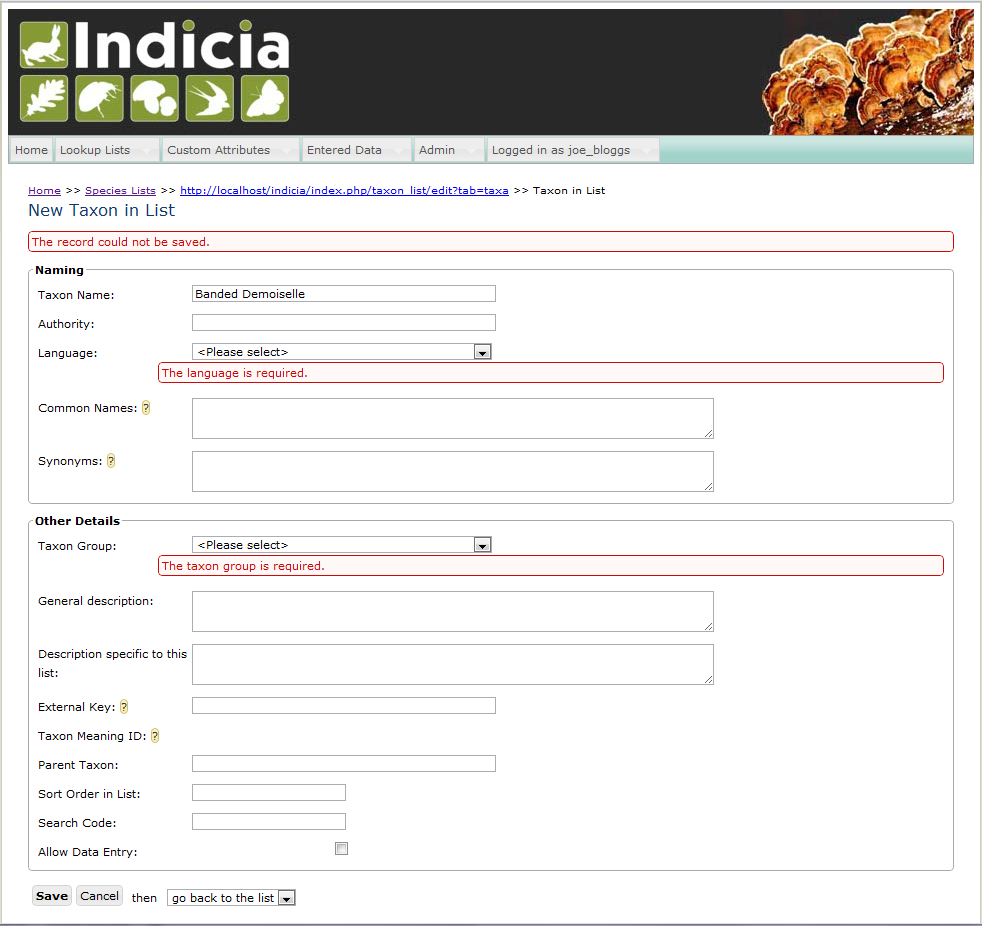 Indicia
Home Lookup Lists Custom Attributes Entered Data Admin Logged in as joe_bloggs
Home >> Species Lists >> http://localhost/indicia/index.php/taxon_list/edit?tab=taxa >> Taxon in List
New Taxon in List
The record could not be saved.
Naming
Taxon Name: Banded Demoiselle
Authority:
Language: <Please select>
The language is required.
Common Names: ?
Synonyms: ?
Other Details
Taxon Group: <Please select>
The taxon group is required.
General description:
Description specific to this
list:
External Key: ?
Taxon Meaning ID: ?
Parent Taxon:
Sort Order in List:
Search Code:
Allow Data Entry:
Save Cancel then go back to the list